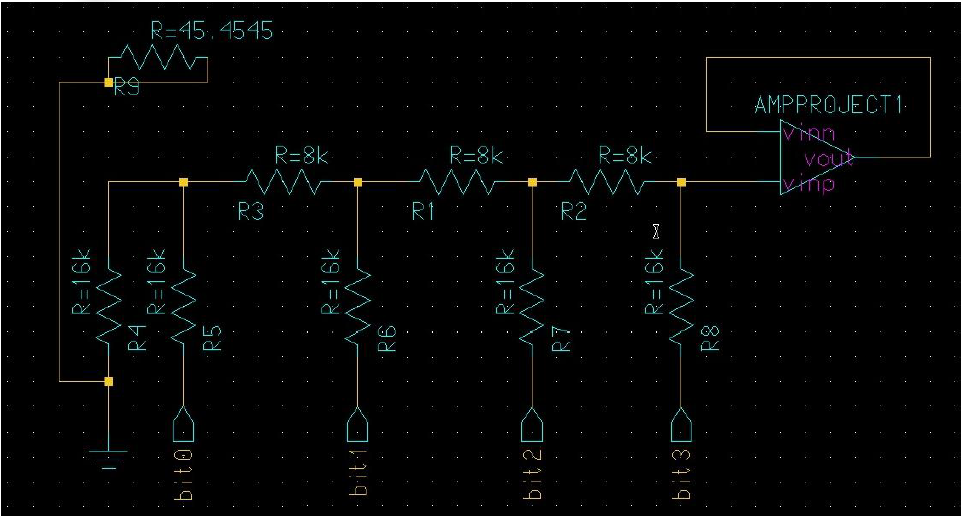 R=45.4545
R9
AMPPROJECT1
vinn
vout
vinp
R=8k
R=8k
R=8k
R3
R1
R2
R=16k
R=16k
R=16k
R=16k
R=16k
R4
R5
R6
R7
R8
bit0
bit1
bit2
bit3